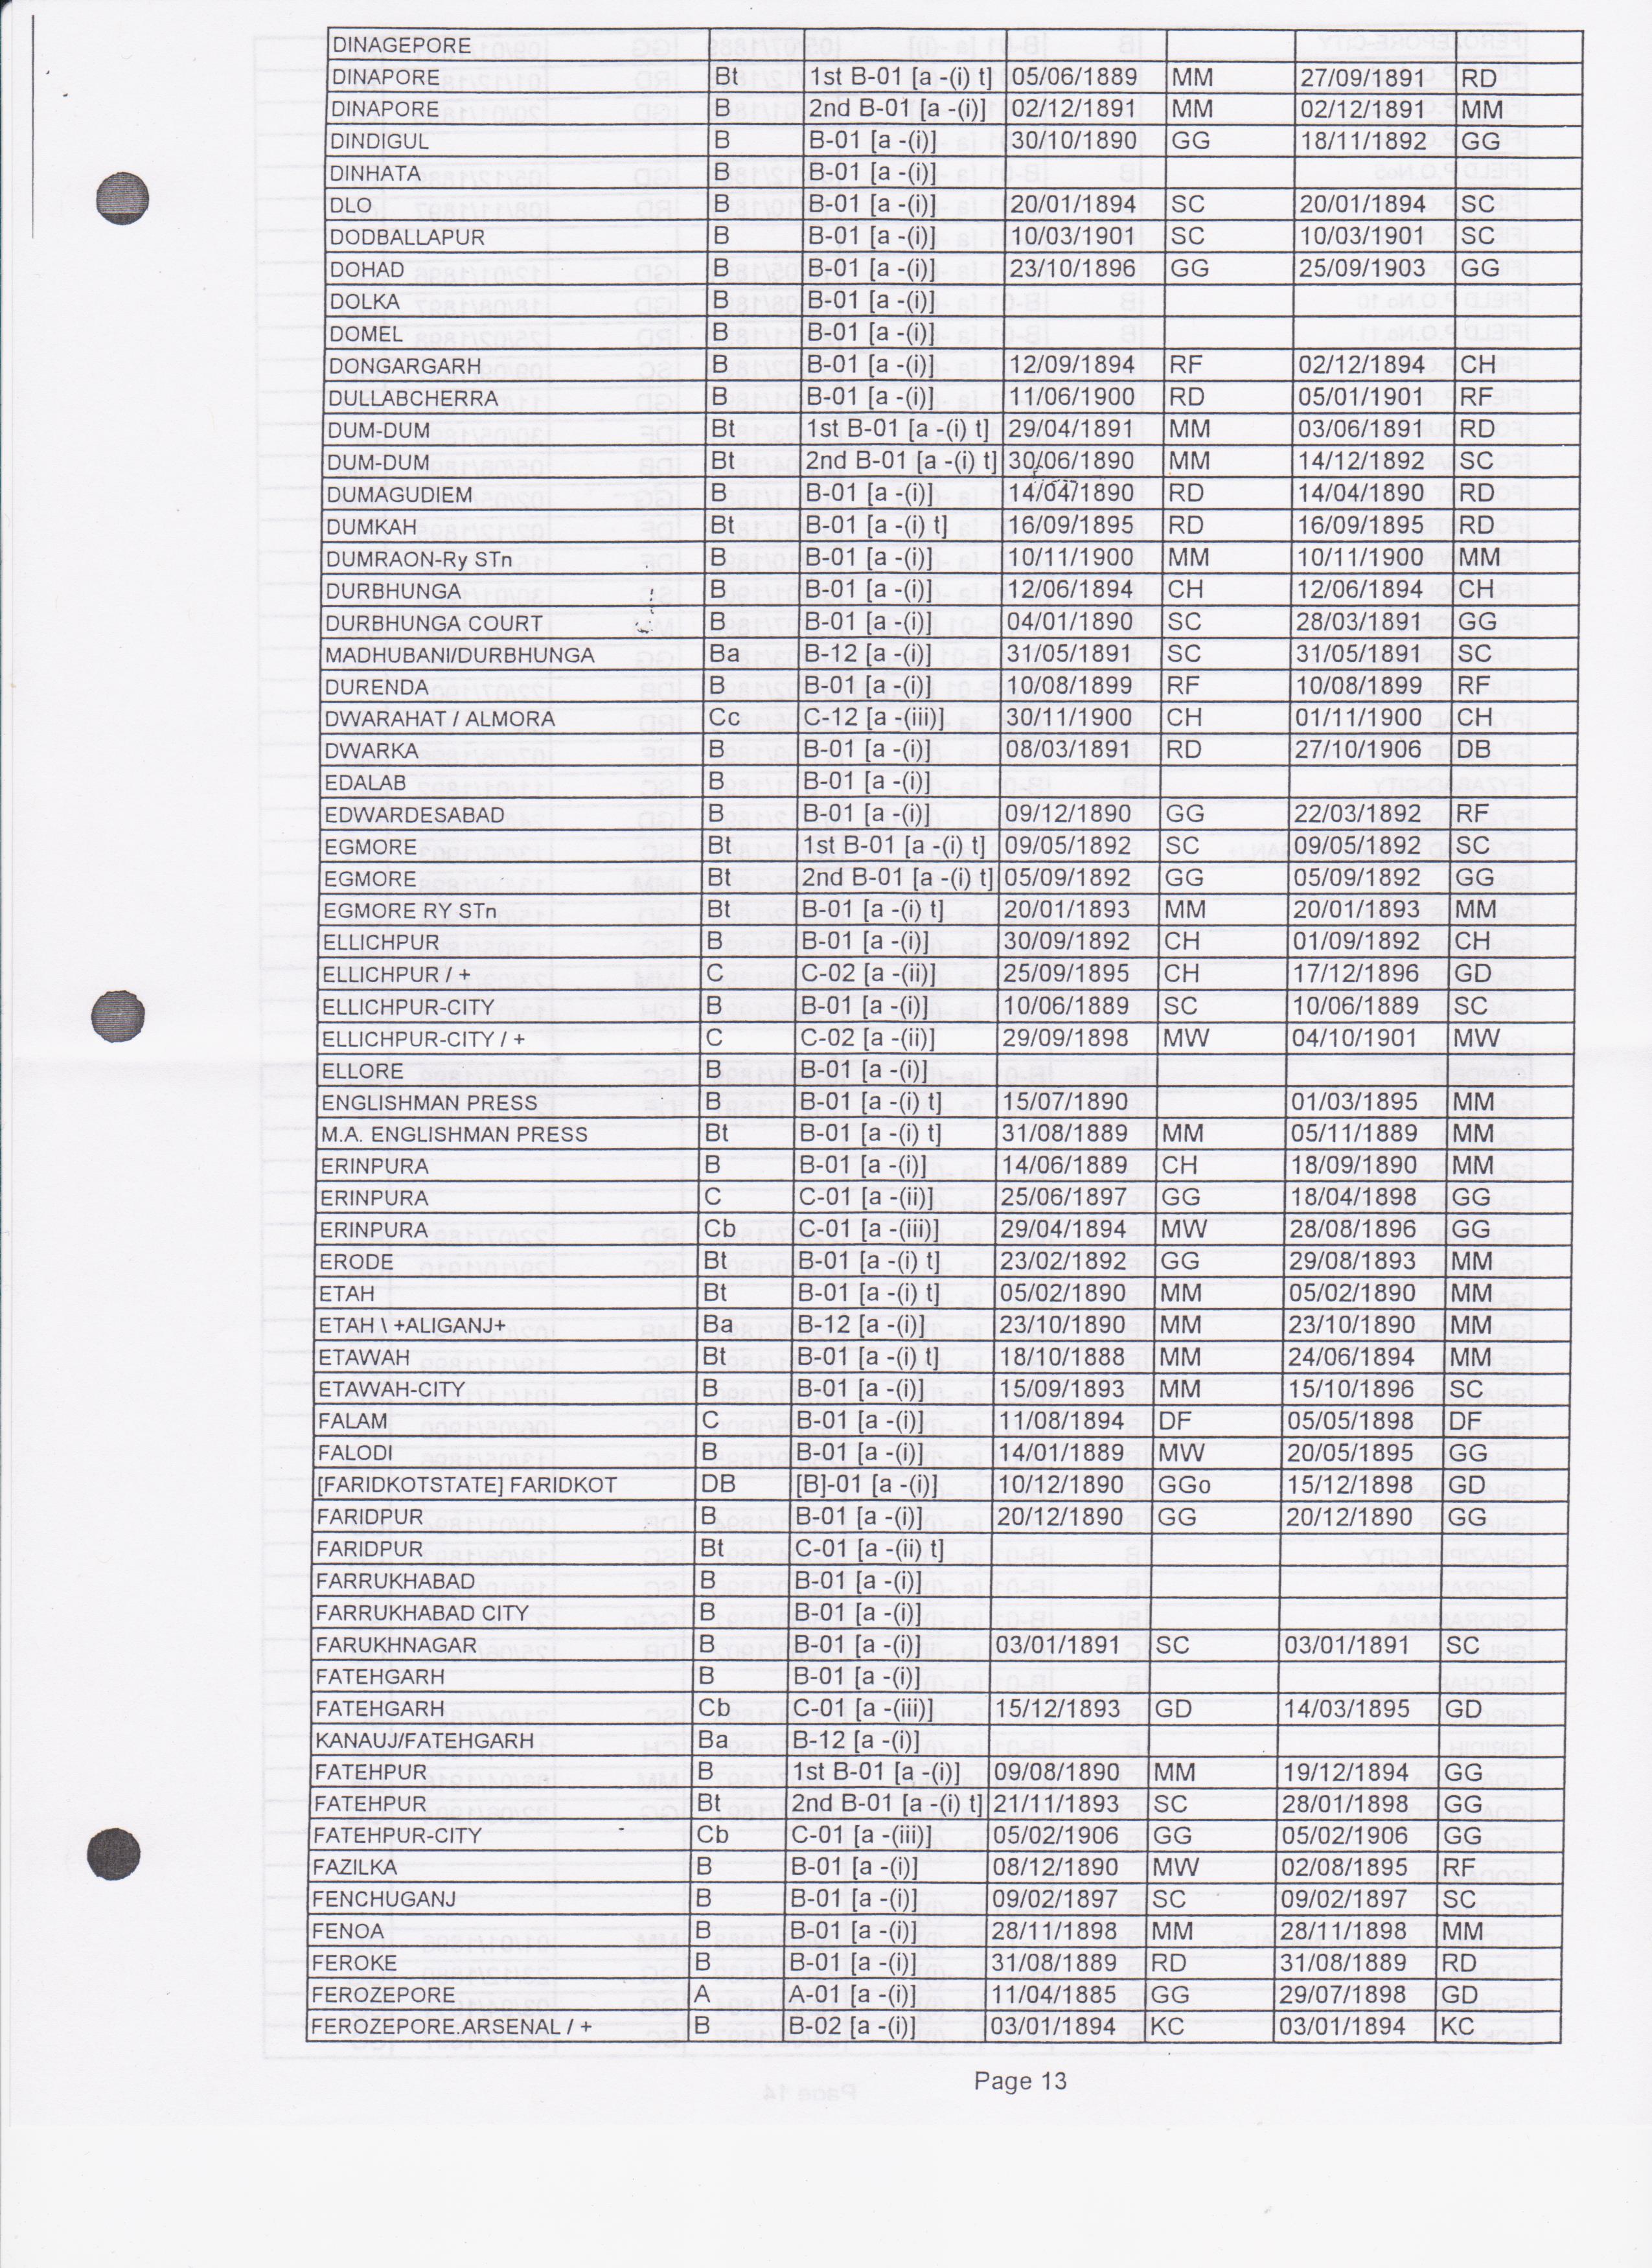 DINAGEPORE
DINAPORE Bt 1st B-01 [a -(i) t] 05/06/1889 MM 27/09/1891 RD
DINAPORE B 2nd B-01 [a -(i)] 02/12/1891 MM 02/12/1891 MM
DINDIGUL B B-01 [a -(i)] 30/10/1890 GG 18/11/1892 GG
DINHATA B B-01 [a -(i)]
DLO B B-01 [a -(i)] 20/01/1894 SC 20/01/1894 SC
DODBALLAPUR B B-01 [a -(i)] 10/03/1901 SC 10/03/1901 SC
DOHAD B B-01 [a -(i)] 23/10/1896 GG 25/09/1903 GG
DOLKA B B-01 [a -(i)]
DOMEL B B-01 [a -(i)]
DONGARGARH B B-01 [a -(i)] 12/09/1894 RF 02/12/1894 CH
DULLABCHERRA B B-01 [a -(i)] 11/06/1900 RD 05/01/1901 RF
DUM-DUM Bt 1st B-01 [a -(i) t] 29/04/1891 MM 03/06/1891 RD
DUM-DUM Bt 2nd B-01 [a -(i) t] 30/06/1890 MM 14/12/1892 SC
DUMAGUDIEM B B-01 [a -(i)] 14/04/1890 RD 14/04/1890 RD
DUMKAH Bt B-01 [a -(i) t] 16/09/1895 RD 16/09/1895 RD
DUMRAON-Ry STn B B-01 [a -(i)] 10/11/1900 MM 10/11/1900 MM
DURBHUNGA B B-01 [a -(i)] 12/06/1894 CH 12/06/1894 CH
DURBHUNGA COURT B B-01 [a -(i)] 04/01/1890 SC 28/03/1891 GG
MADHUBANI/DURBHUNGA Ba B-12 [a -(i)] 31/05/1891 SC 31/05/1891 SC
DURENDA B B-01 [a -(i)] 10/08/1899 RF 10/08/1899 RF
DWARAHAT / ALMORA Cc C-12 [a -(iii)] 30/11/1900 CH 01/11/1900 CH
DWARKA B B-01 [a -(i)] 08/03/1891 RD 27/10/1906 DB
EDALAB B B-01 [a -(i)]
EDWARDESABAD B B-01 [a -(i)] 09/12/1890 GG 22/03/1892 RF
EGMORE Bt 1st B-01 [a -(i) t] 09/05/1892 SC 09/05/1892 SC
EGMORE Bt 2nd B-01 [a -(i) t] 05/09/1892 GG 05/09/1892 GG
EGMORE RY STn Bt B-01 [a -(i) t] 20/01/1893 MM 20/01/1893 MM
ELLICHPUR B B-01 [a -(i)] 30/09/1892 CH 01/09/1892 CH
ELLICHPUR / + C C-02 [a -(ii)] 25/09/1895 CH 17/12/1896 GD
ELLICHPUR-CITY B B-01 [a -(i)] 10/06/1889 SC 10/06/1889 SC
ELLICHPUR-CITY / + C C-02 [a -(ii)] 29/09/1898 MW 04/10/1901 MW
ELLORE B B-01 [a -(i)]
ENGLISHMAN PRESS B B-01 [a -(i) t] 15/07/1890 01/03/1895 MM
M.A. ENGLISHMAN PRESS Bt B-01 [a -(i) t] 31/08/1889 MM 05/11/1889 MM
ERINPURA B B-01 [a -(i)] 14/06/1889 CH 18/09/1890 MM
ERINPURA C C-01 [a -(ii)] 25/06/1897 GG 18/04/1898 GG
ERINPURA Cb C-01 [a -(iii)] 29/04/1894 MW 28/08/1896 GG
ERODE Bt B-01 [a -(i) t] 23/02/1892 GG 29/08/1893 MM
ETAH Bt B-01 [a -(i) t] 05/02/1890 MM 05/02/1890 MM
ETAH \ +ALIGANJ+ Ba B-12 [a -(i)] 23/10/1890 MM 23/10/1890 MM
ETAWAH Bt B-01 [a -(i) t] 18/10/1888 MM 24/06/1894 MM
ETAWAH-CITY B B-01 [a -(i)] 15/09/1893 MM 15/10/1896 SC
FALAM C B-01 [a -(i)] 11/08/1894 DF 05/05/1898 DF
FALODI B B-01 [a -(i)] 14/01/1889 MW 20/05/1895 GG
[FARIDKOTSTATE] FARIDKOT DB [B]-01 [a -(i)] 10/12/1890 GGo 15/12/1898 GD
FARIDPUR B B-01 [a -(i)] 20/12/1890 GG 20/12/1890 GG
FARIDPUR Bt C-01 [a -(ii) t]
FARRUKHABAD B B-01 [a -(i)]
FARRUKHABAD CITY B B-01 [a -(i)]
FARUKHNAGAR B B-01 [a -(i)] 03/01/1891 SC 03/01/1891 SC
FATEHGARH B B-01 [a -(i)]
FATEHGARH Cb C-01 [a -(iii)] 15/12/1893 GD 14/03/1895 GD
KANAUJ/FATEHGARH Ba B-12 [a -(i)]
FATEHPUR B 1st B-01 [a -(i)] 09/08/1890 MM 19/12/1894 GG
FATEHPUR Bt 2nd B-01 [a -(i) t] 21/11/1893 SC 28/01/1898 GG
FATEHPUR-CITY Cb C-01 [a -(iii)] 05/02/1906 GG 05/02/1906 GG
FAZILKA B B-01 [a -(i)] 08/12/1890 MW 02/08/1895 RF
FENCHUGANJ B B-01 [a -(i)] 09/02/1897 SC 09/02/1897 SC
FENOA B B-01 [a -(i)] 28/11/1898 MM 28/11/1898 MM
FEROKE B B-01 [a -(i)] 31/08/1889 RD 31/08/1889 RD
FEROZEPORE A A-01 [a -(i)] 11/04/1885 GG 29/07/1898 GD
FEROZEPORE.ARSENAL / + B B-02 [a -(i)] 03/01/1894 KC 03/01/1894 KC
Page 13